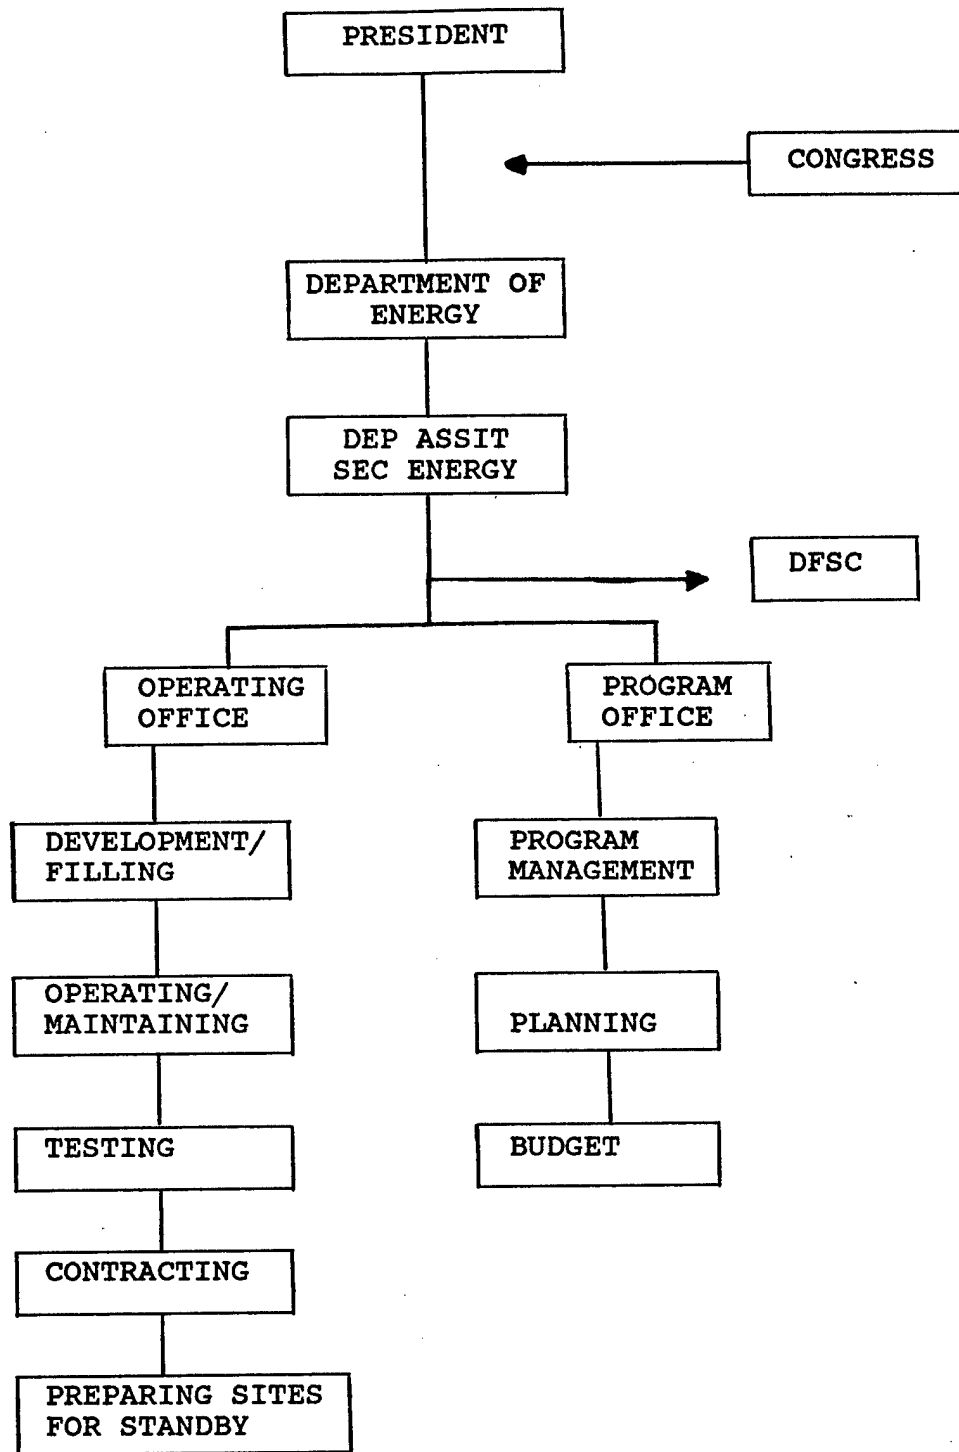 PRESIDENT
CONGRESS
DEPARTMENT OF
ENERGY
DEP ASSIT
SEC ENERGY
DFSC
OPERATING
OFFICE
PROGRAM
OFFICE
DEVELOPMENT/
FILLING
PROGRAM
MANAGEMENT
OPERATING/
MAINTAINING
PLANNING
TESTING
BUDGET
CONTRACTING
PREPARING SITES
FOR STANDBY